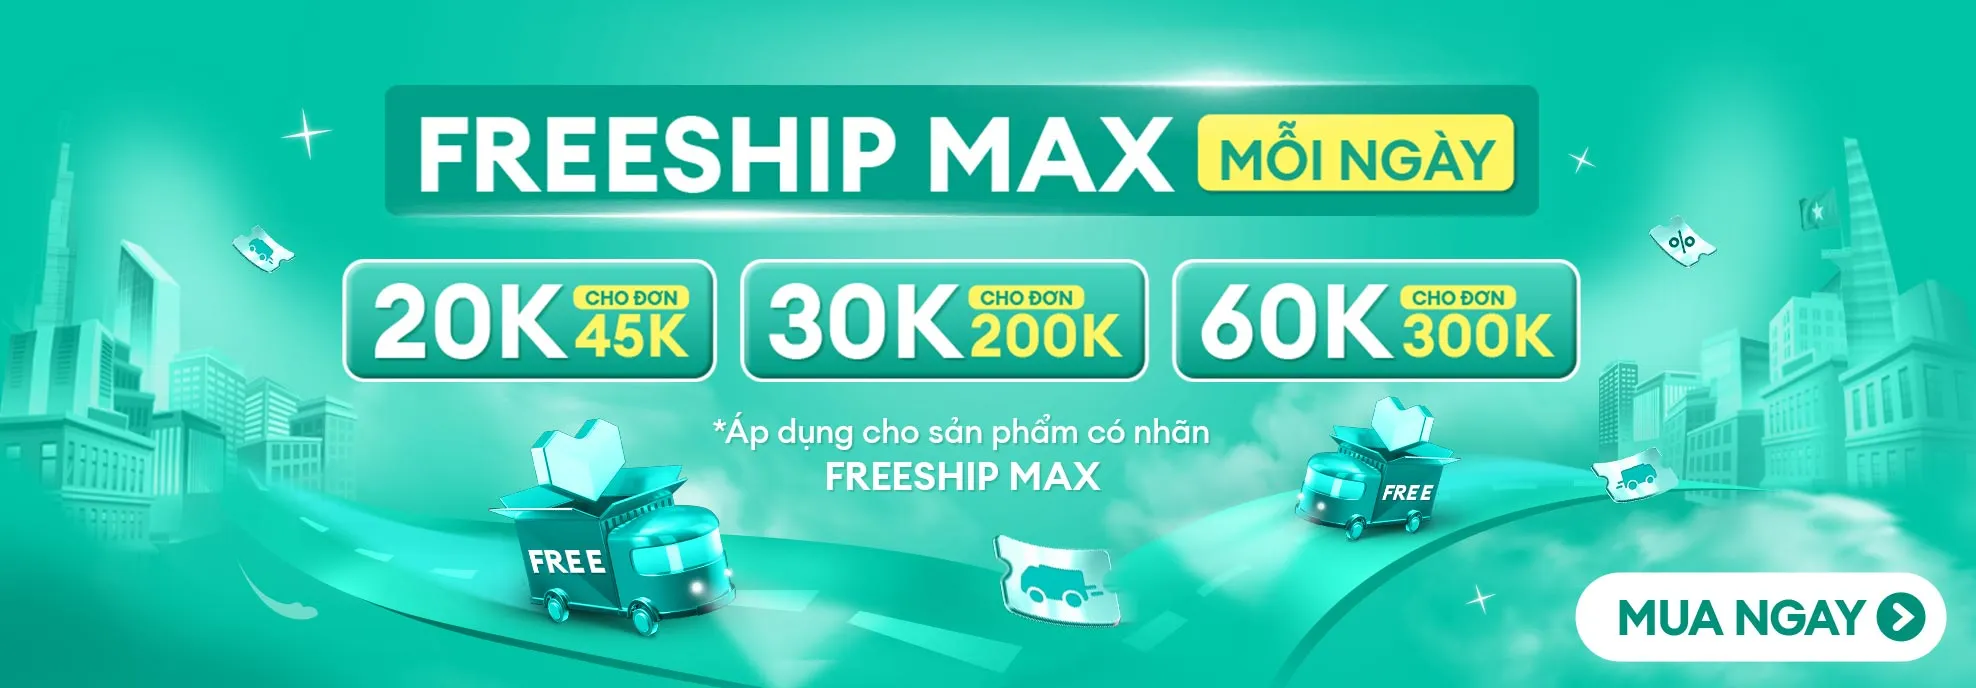 FREESHIP MAX MỖI NGÀY
20K CHO ĐƠN 45K
30K CHO ĐƠN 200K
60K CHO ĐƠN 300K
*Áp dụng cho sản phẩm có nhãn
FREESHIP MAX
FREE
FREE
%
MUA NGAY